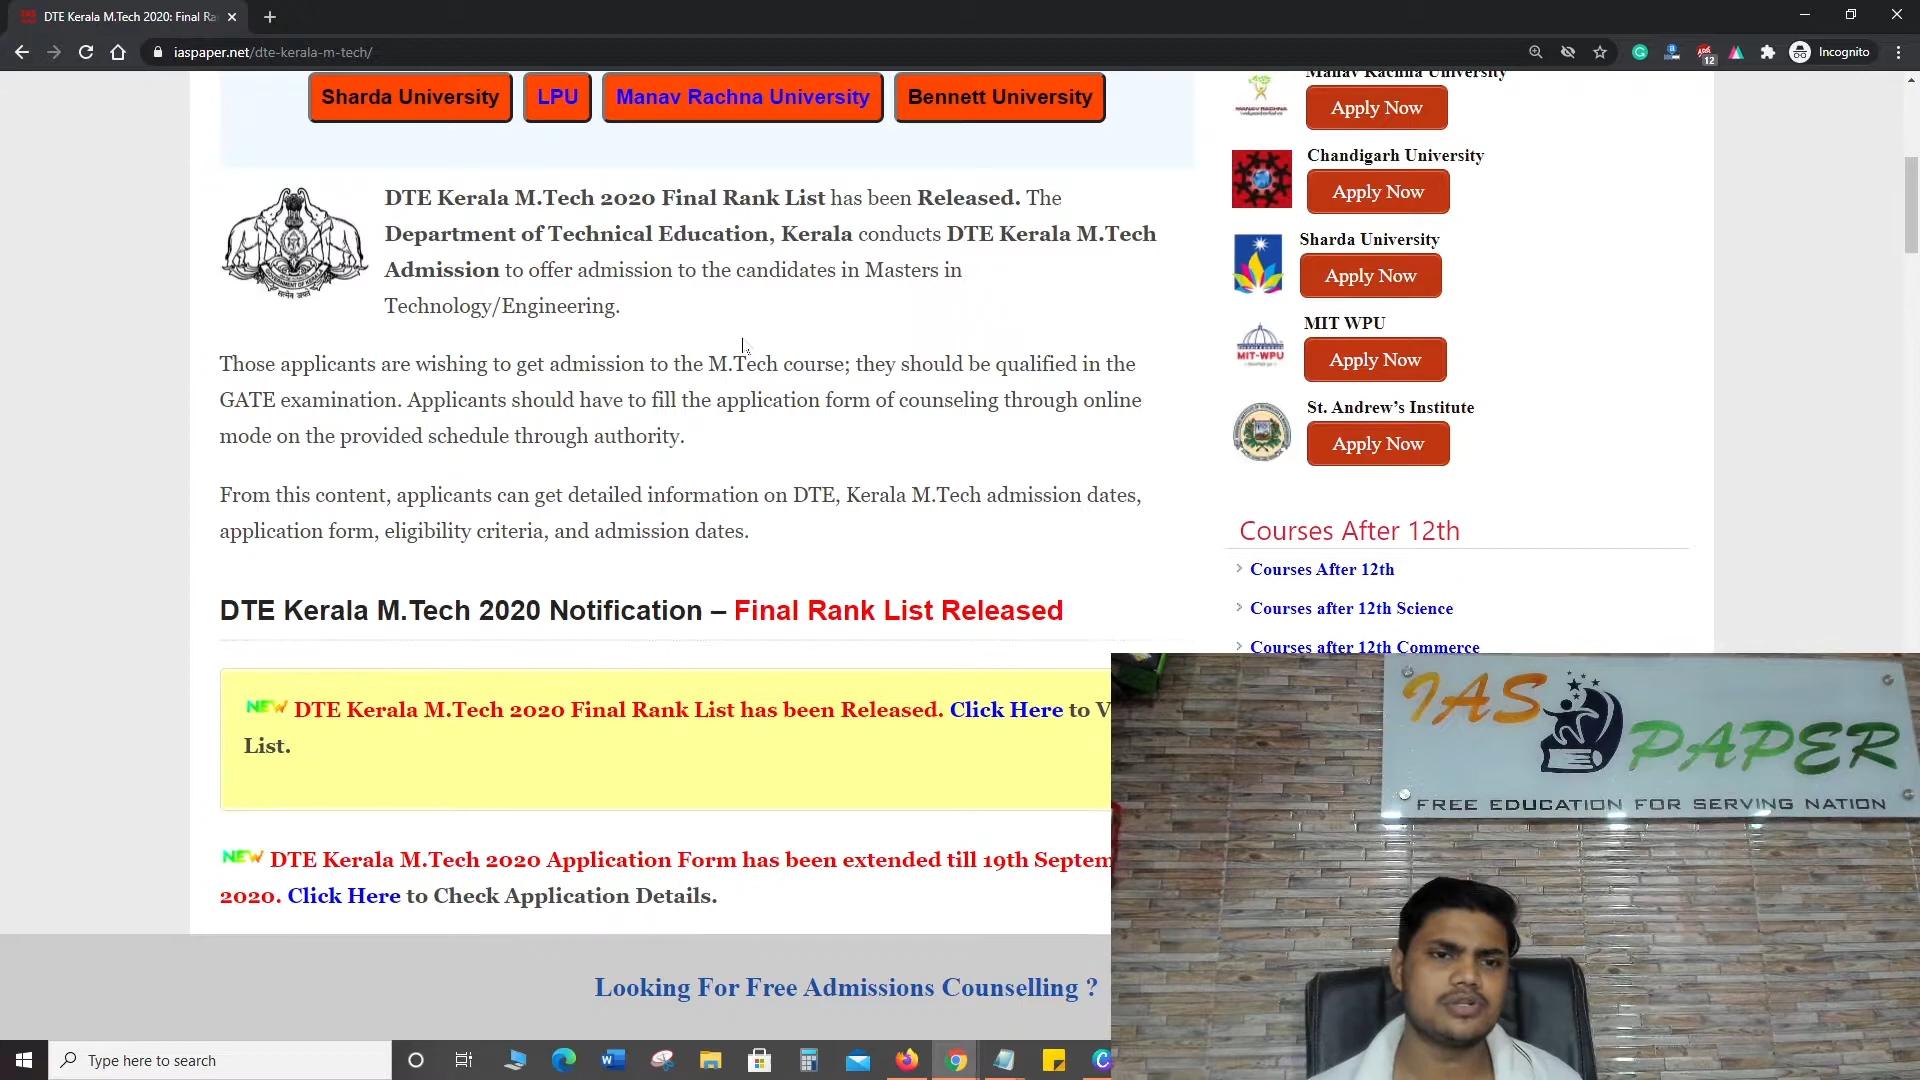 DTE Kerala M.Tech 2020: Final Ra
iaspaper.net/dte-kerala-m-tech/
12
Incognito
Sharda University
LPU
Manav Rachna University
Bennett University
DTE Kerala M.Tech 2020 Final Rank List has been Released. The
Department of Technical Education, Kerala conducts DTE Kerala M.Tech
Admission to offer admission to the candidates in Masters in
Technology/Engineering.
Those applicants are wishing to get admission to the M.Tech course; they should be qualified in the
GATE examination. Applicants should have to fill the application form of counseling through online
mode on the provided schedule through authority.
From this content, applicants can get detailed information on DTE, Kerala M.Tech admission dates,
application form, eligibility criteria, and admission dates.
DTE Kerala M.Tech 2020 Notification – Final Rank List Released
NEW DTE Kerala M.Tech 2020 Final Rank List has been Released. Click Here to V
List.
NEW DTE Kerala M.Tech 2020 Application Form has been extended till 19th Septem
2020. Click Here to Check Application Details.
Looking For Free Admissions Counselling ?
Manav Rachna University
Apply Now
Chandigarh University
Apply Now
Sharda University
Apply Now
MIT WPU
MIT-WPU
Apply Now
St. Andrew's Institute
Apply Now
Courses After 12th
Courses After 12th
Courses after 12th Science
Courses after 12th Commerce
IAS
PAPER
FREE EDUCATION FOR SERVING NATION
Type here to search